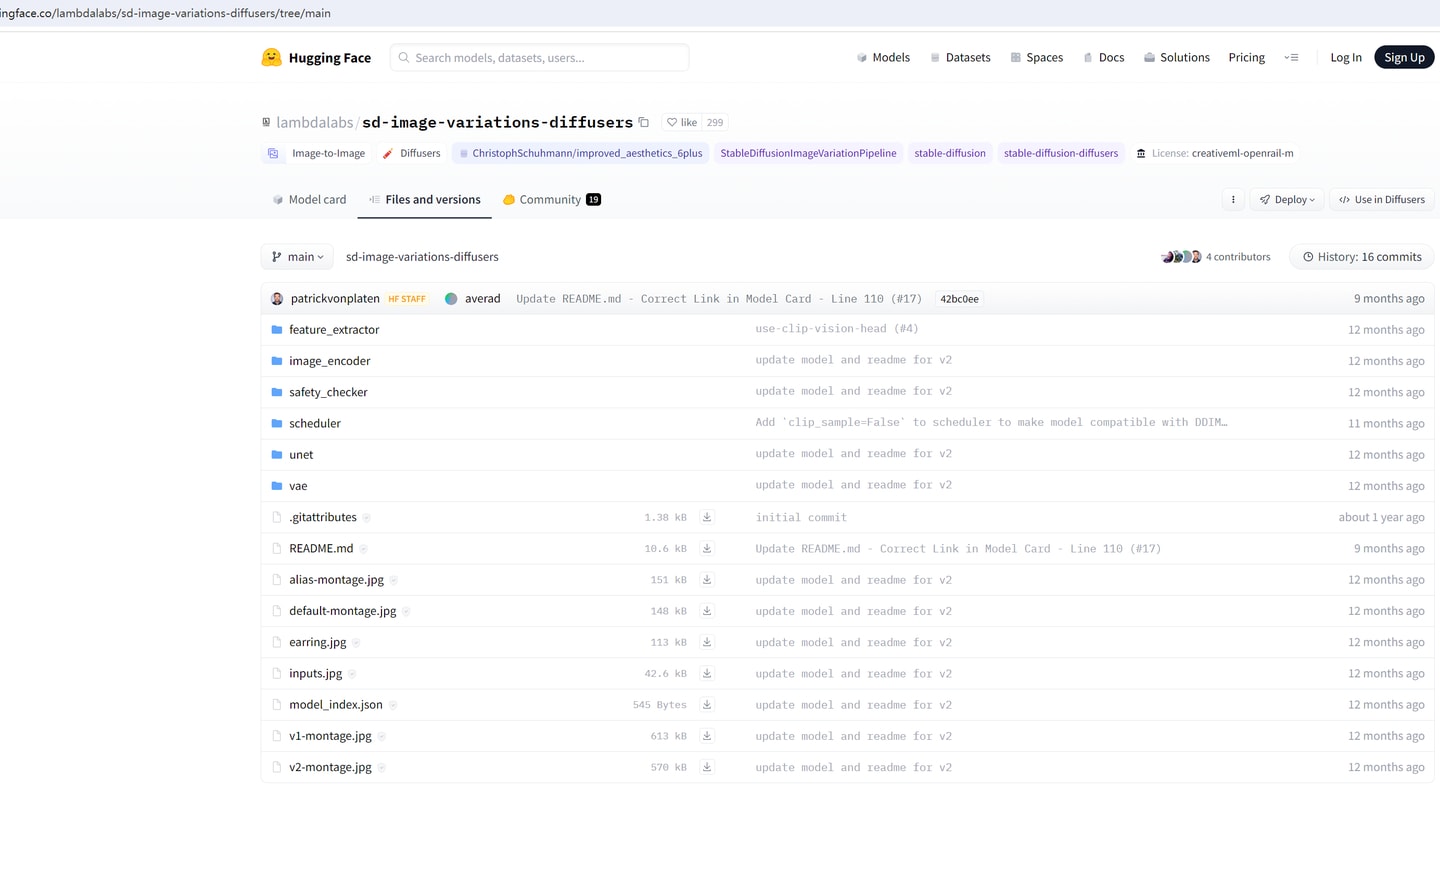 ingface.co/lambdalabs/sd-image-variations-diffusers/tree/main
Hugging Face
Search models, datasets, users...
Models
Datasets
Spaces
Docs
Solutions
Pricing
Log In
Sign Up
lambdalabs/sd-image-variations-diffusers
like 299
Image-to-Image
Diffusers
ChristophSchuhmann/improved_aesthetics_6plus
StableDiffusionImageVariationPipeline
stable-diffusion
stable-diffusion-diffusers
License: creativeml-openrail-m
Model card
Files and versions
Community 19
Deploy
Use in Diffusers
main
sd-image-variations-diffusers
4 contributors
History: 16 commits
patrickvonplaten HF STAFF averad Update README.md - Correct Link in Model Card - Line 110 (#17) 42bc0ee 9 months ago
feature_extractor use-clip-vision-head (#4) 12 months ago
image_encoder update model and readme for v2 12 months ago
safety_checker update model and readme for v2 12 months ago
scheduler Add `clip_sample=False` to scheduler to make model compatible with DDIM… 11 months ago
unet update model and readme for v2 12 months ago
vae update model and readme for v2 12 months ago
.gitattributes 1.38 kB initial commit about 1 year ago
README.md 10.6 kB Update README.md - Correct Link in Model Card - Line 110 (#17) 9 months ago
alias-montage.jpg 151 kB update model and readme for v2 12 months ago
default-montage.jpg 148 kB update model and readme for v2 12 months ago
earring.jpg 113 kB update model and readme for v2 12 months ago
inputs.jpg 42.6 kB update model and readme for v2 12 months ago
model_index.json 545 Bytes update model and readme for v2 12 months ago
v1-montage.jpg 613 kB update model and readme for v2 12 months ago
v2-montage.jpg 570 kB update model and readme for v2 12 months ago